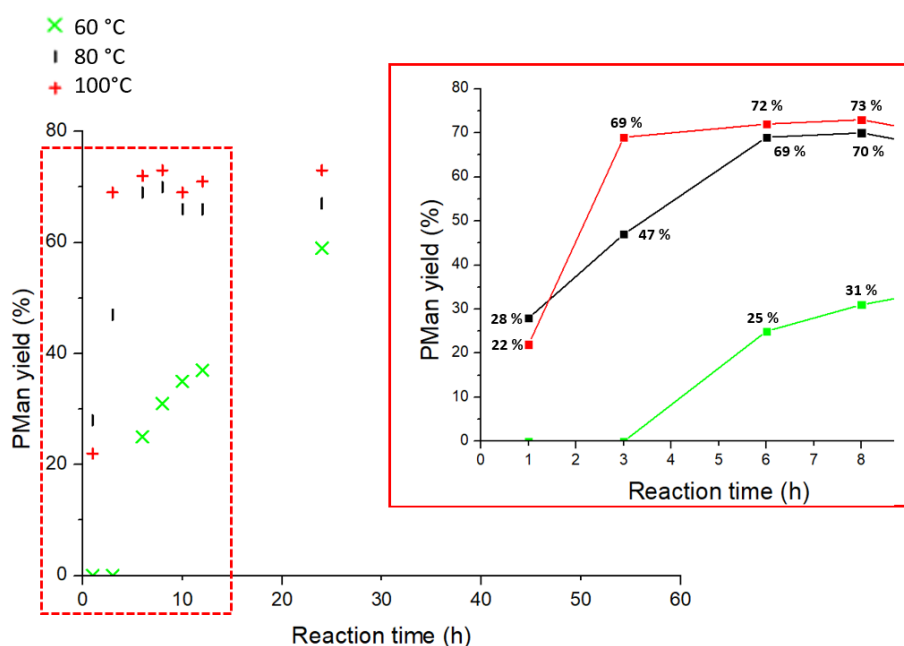 60 °C
80 °C
100°C
PMan yield (%)
80
60
40
20
0
0 10 20 30 40 50 60
Reaction time (h)
PMan yield (%)
80
70
60
50
40
30
20
10
0
69 %
72 %
73 %
69 %
70 %
47 %
28 %
22 %
25 %
31 %
0 1 2 3 4 5 6 7 8
Reaction time (h)